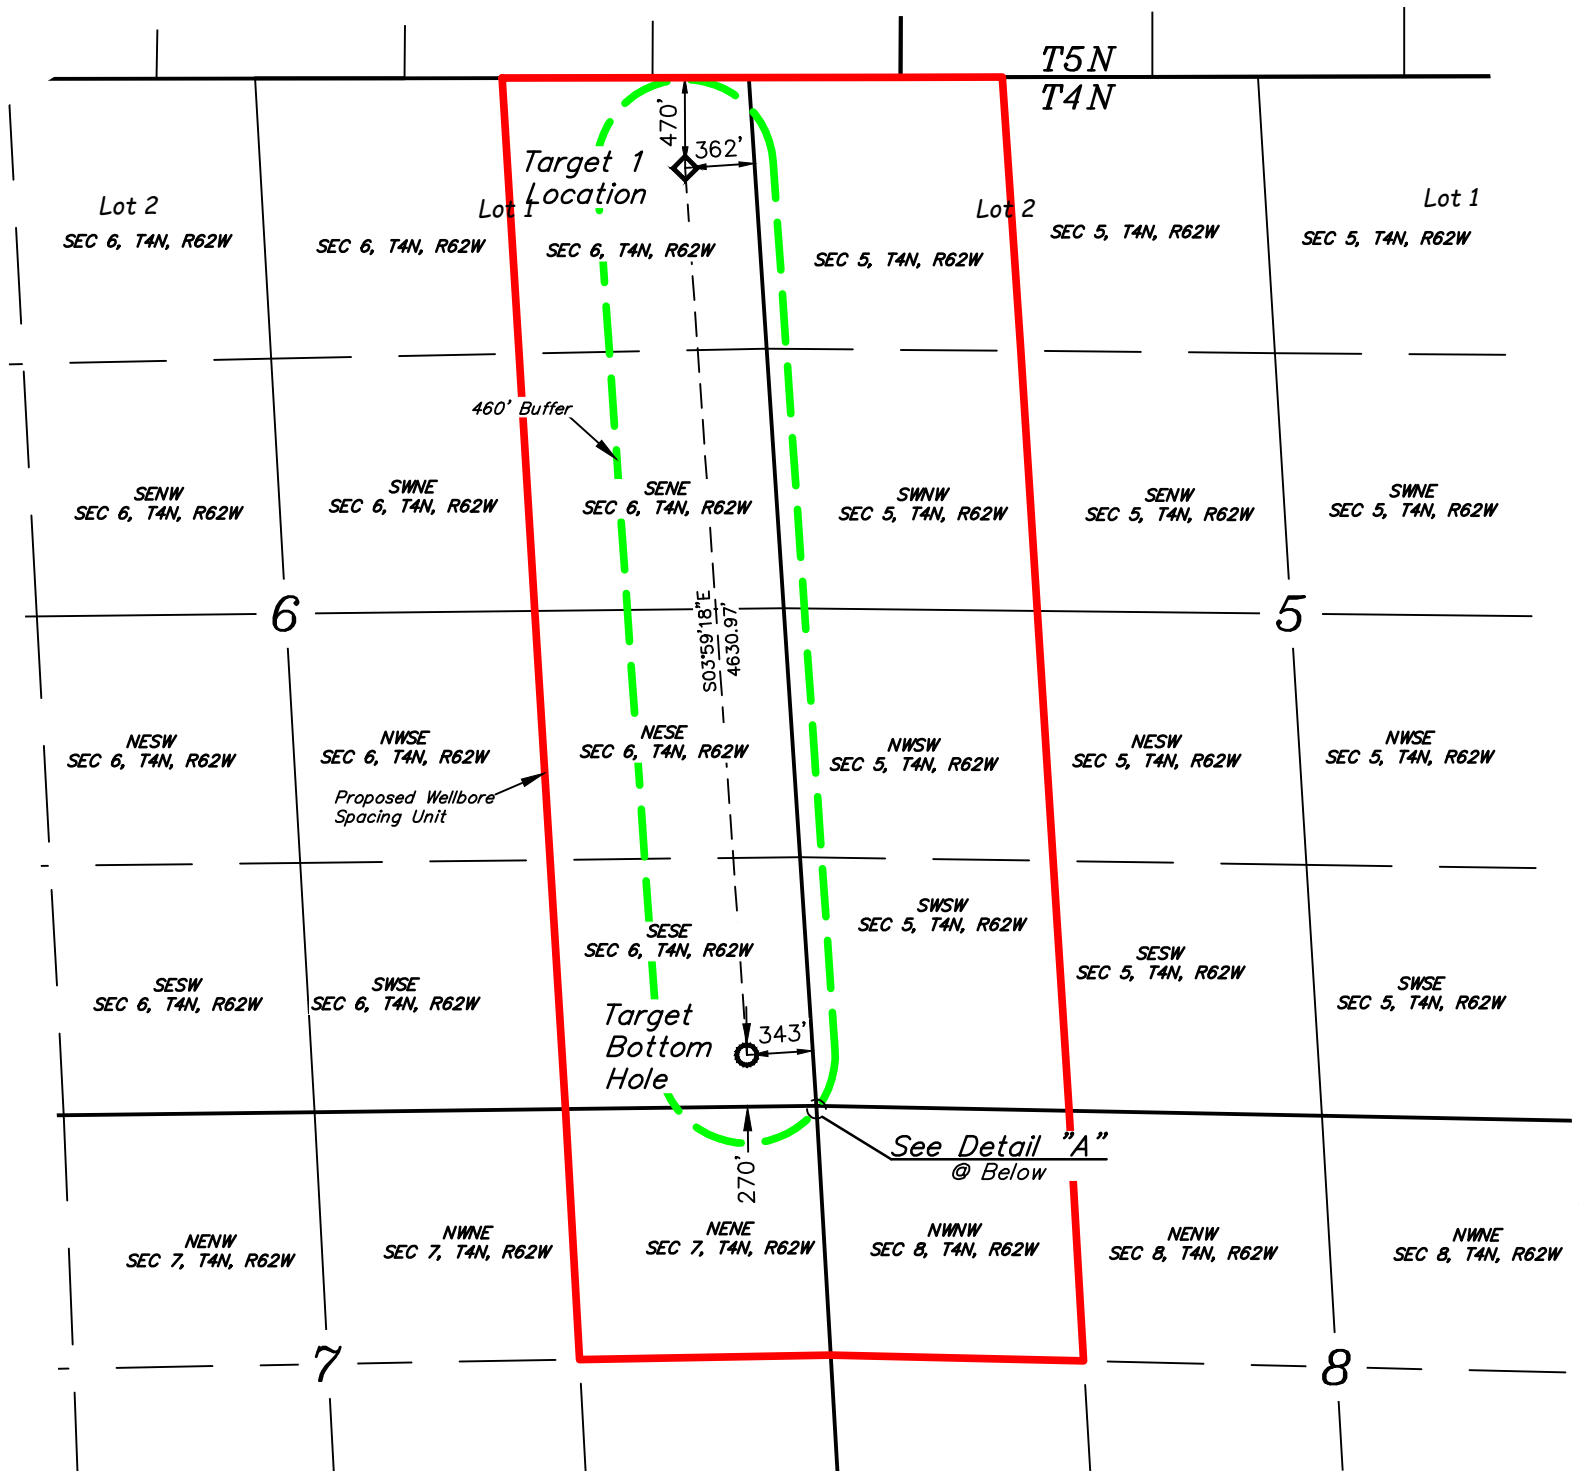 T5N
T4N
470'
362'
Target 1
Location
Lot 2
SEC 6, T4N, R62W
Lot 1
SEC 6, T4N, R62W
SEC 6, T4N, R62W
SEC 5, T4N, R62W
Lot 2
SEC 5, T4N, R62W
Lot 1
SEC 5, T4N, R62W
460' Buffer
SENW
SEC 6, T4N, R62W
SWNE
SEC 6, T4N, R62W
SENE
SEC 6, T4N, R62W
SWNW
SEC 5, T4N, R62W
SENW
SEC 5, T4N, R62W
SWNE
SEC 5, T4N, R62W
6
S03°59'18"E
4630.97'
5
NESW
SEC 6, T4N, R62W
NWSE
SEC 6, T4N, R62W
NESE
SEC 6, T4N, R62W
NWSW
SEC 5, T4N, R62W
NESW
SEC 5, T4N, R62W
NWSE
SEC 5, T4N, R62W
Proposed Wellbore
Spacing Unit
SESW
SEC 6, T4N, R62W
SWSE
SEC 6, T4N, R62W
SESE
SEC 6, T4N, R62W
SWSW
SEC 5, T4N, R62W
SESW
SEC 5, T4N, R62W
SWSE
SEC 5, T4N, R62W
Target
Bottom
Hole
343'
See Detail "A"
@ Below
270'
NENW
SEC 7, T4N, R62W
NWNE
SEC 7, T4N, R62W
NENE
SEC 7, T4N, R62W
NWNW
SEC 8, T4N, R62W
NENW
SEC 8, T4N, R62W
NWNE
SEC 8, T4N, R62W
7
8